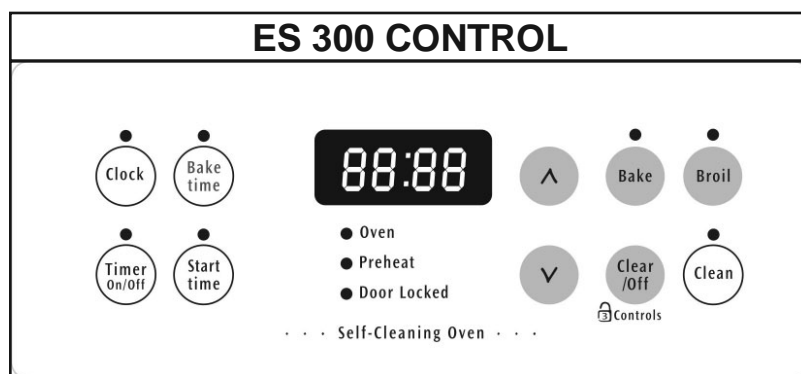 ES 300 CONTROL
Clock
Bake
time
88:88
Bake
Broil
Timer
On/Off
Start
time
Oven
Preheat
Door Locked
Clear
/Off
3 Controls
Clean
· · · Self-Cleaning Oven · · ·